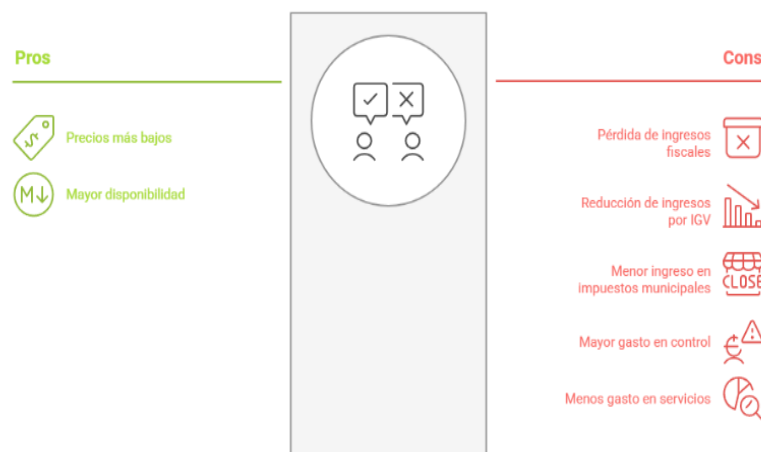 Pros
Cons
Precios más bajos
Mayor disponibilidad
Pérdida de ingresos
fiscales
Reducción de ingresos
por IGV
Menor ingreso en
impuestos municipales
CLOSE
Mayor gasto en control
Menos gasto en servicios
M↓